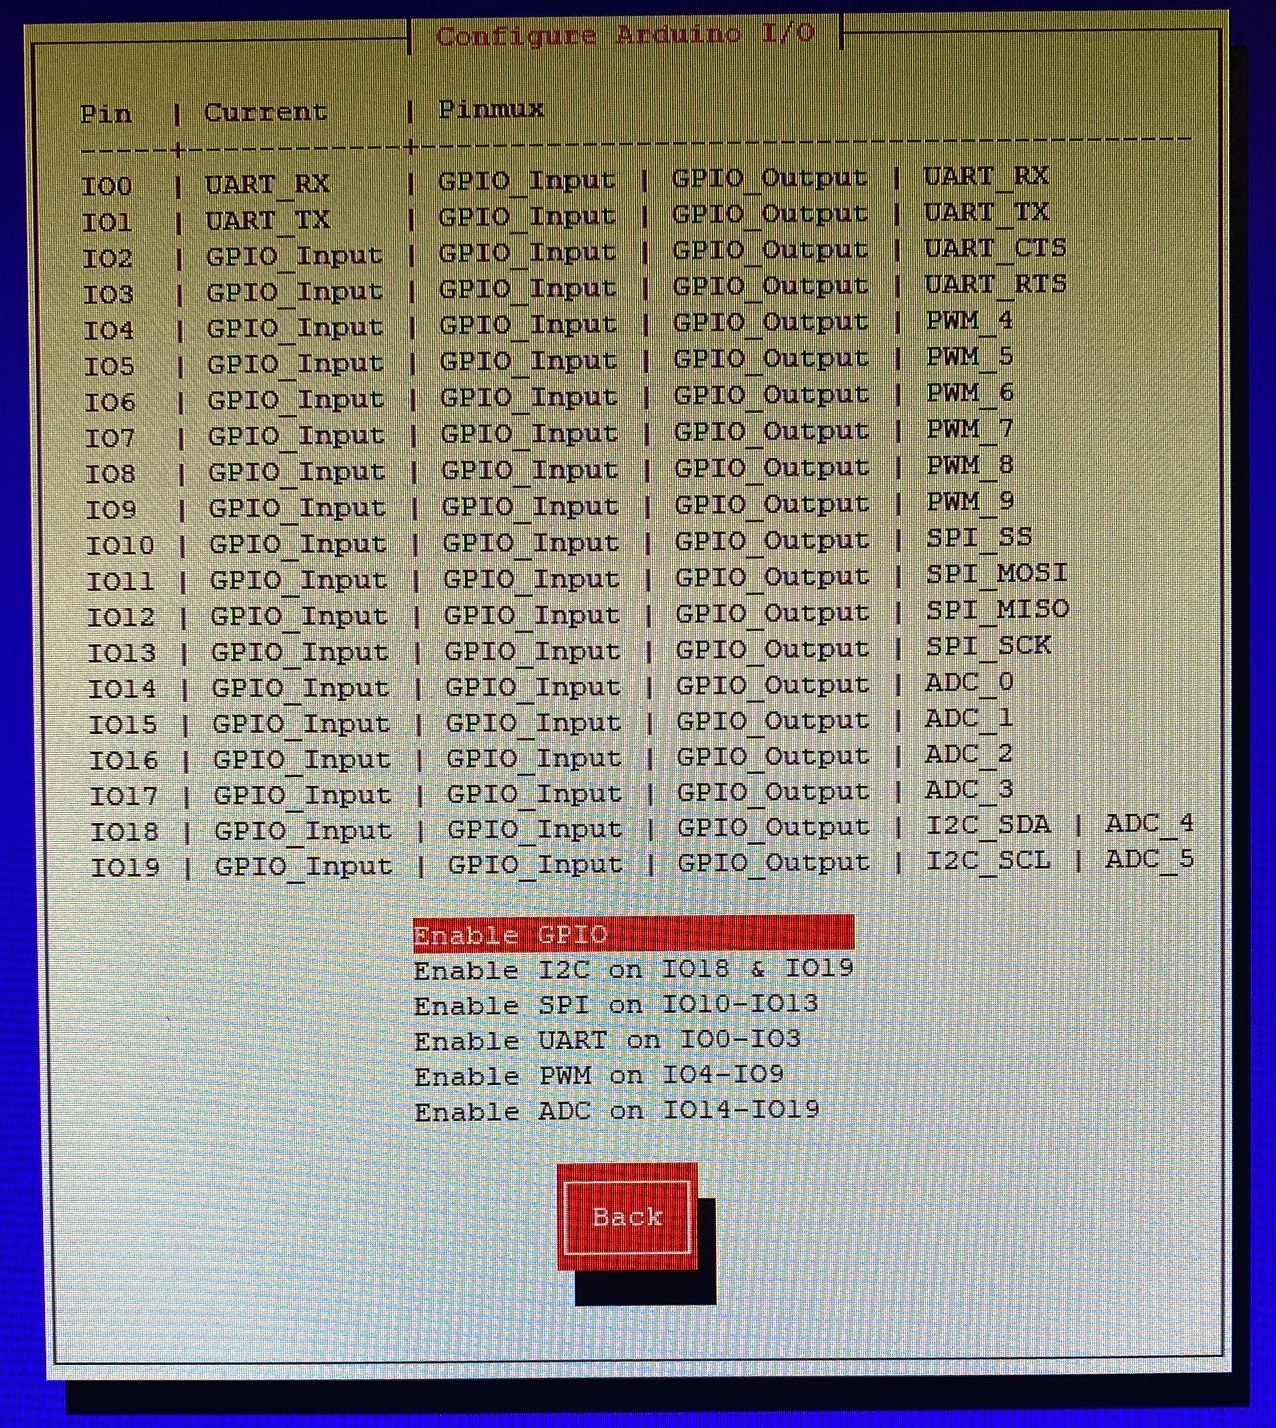 Configure Arduino I/O
Pin | Current | Pinmux
-----+------------+--------------------------------------------
IO0 | UART_RX | GPIO_Input | GPIO_Output | UART_RX
IO1 | UART_TX | GPIO_Input | GPIO_Output | UART_TX
IO2 | GPIO_Input | GPIO_Input | GPIO_Output | UART_CTS
IO3 | GPIO_Input | GPIO_Input | GPIO_Output | UART_RTS
IO4 | GPIO_Input | GPIO_Input | GPIO_Output | PWM_4
IO5 | GPIO_Input | GPIO_Input | GPIO_Output | PWM_5
IO6 | GPIO_Input | GPIO_Input | GPIO_Output | PWM_6
IO7 | GPIO_Input | GPIO_Input | GPIO_Output | PWM_7
IO8 | GPIO_Input | GPIO_Input | GPIO_Output | PWM_8
IO9 | GPIO_Input | GPIO_Input | GPIO_Output | PWM_9
IO10 | GPIO_Input | GPIO_Input | GPIO_Output | SPI_SS
IO11 | GPIO_Input | GPIO_Input | GPIO_Output | SPI_MOSI
IO12 | GPIO_Input | GPIO_Input | GPIO_Output | SPI_MISO
IO13 | GPIO_Input | GPIO_Input | GPIO_Output | SPI_SCK
IO14 | GPIO_Input | GPIO_Input | GPIO_Output | ADC_0
IO15 | GPIO_Input | GPIO_Input | GPIO_Output | ADC_1
IO16 | GPIO_Input | GPIO_Input | GPIO_Output | ADC_2
IO17 | GPIO_Input | GPIO_Input | GPIO_Output | ADC_3
IO18 | GPIO_Input | GPIO_Input | GPIO_Output | I2C_SDA | ADC_4
IO19 | GPIO_Input | GPIO_Input | GPIO_Output | I2C_SCL | ADC_5
Enable GPIO
Enable I2C on IO18 & IO19
Enable SPI on IO10-IO13
Enable UART on IO0-IO3
Enable PWM on IO4-IO9
Enable ADC on IO14-IO19
Back